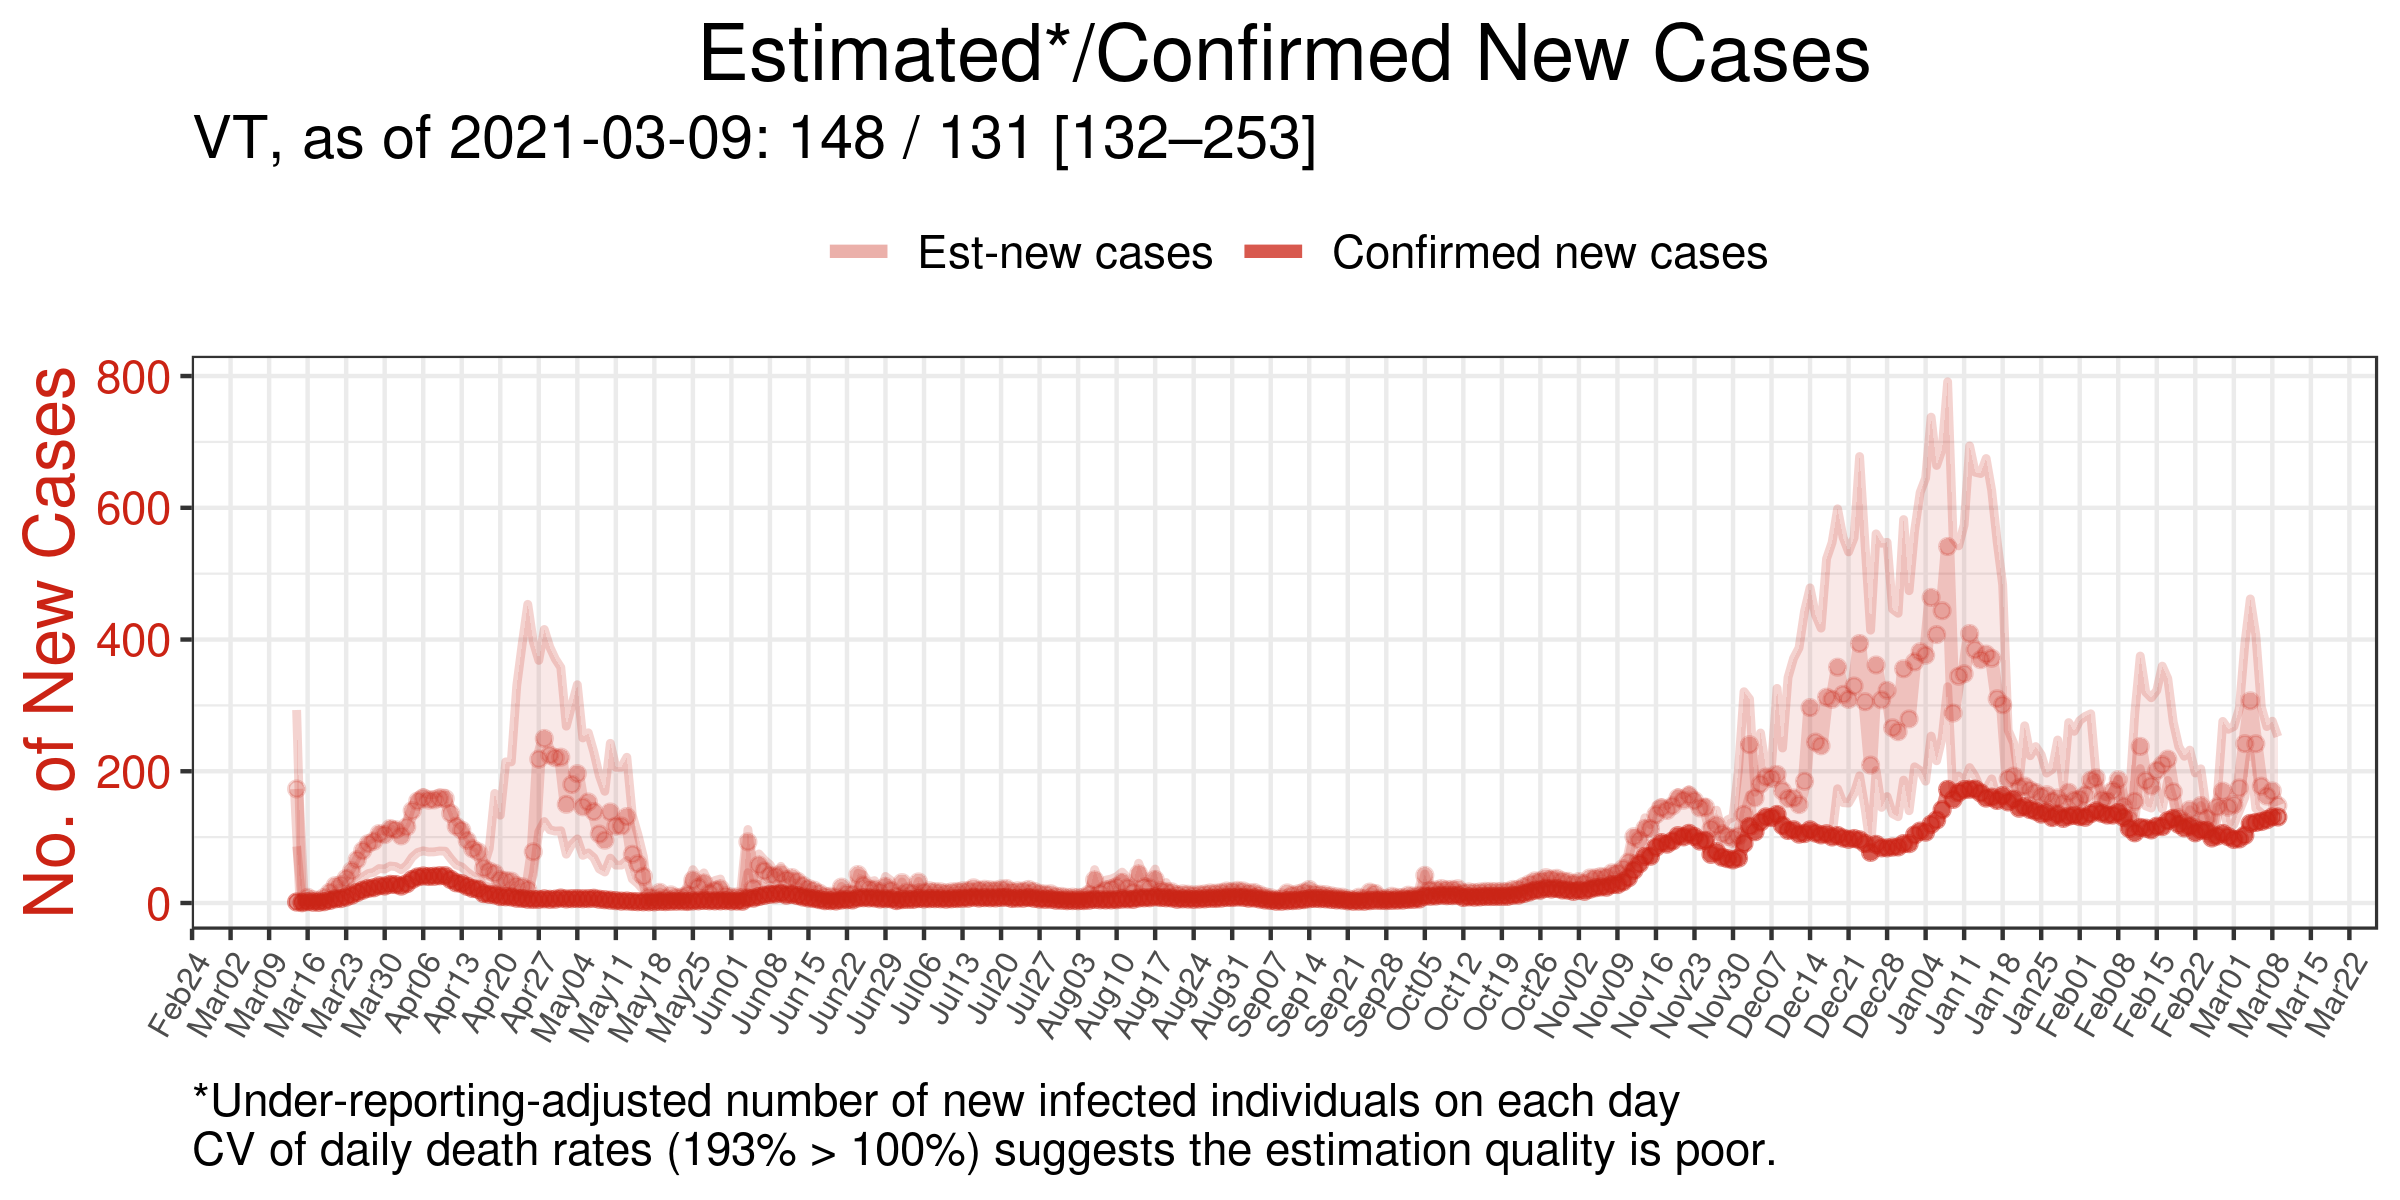 Estimated*/Confirmed New Cases
VT, as of 2021-03-09: 148 / 131 [132–253]
Est-new cases Confirmed new cases
No. of New Cases
800
600
400
200
0
Feb24 Mar02 Mar09 Mar16 Mar23 Mar30 Apr06 Apr13 Apr20 Apr27 May04 May11 May18 May25 Jun01 Jun08 Jun15 Jun22 Jun29 Jul06 Jul13 Jul20 Jul27 Aug03 Aug10 Aug17 Aug24 Aug31 Sep07 Sep14 Sep21 Sep28 Oct05 Oct12 Oct19 Oct26 Nov02 Nov09 Nov16 Nov23 Nov30 Dec07 Dec14 Dec21 Dec28 Jan04 Jan11 Jan18 Jan25 Feb01 Feb08 Feb15 Feb22 Mar01 Mar08 Mar15 Mar22
*Under-reporting-adjusted number of new infected individuals on each day
CV of daily death rates (193% > 100%) suggests the estimation quality is poor.